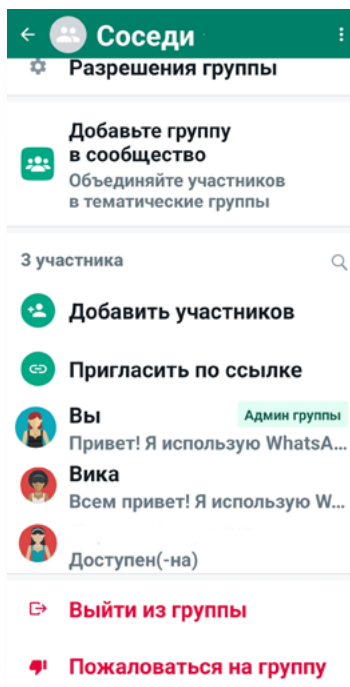 Соседи
Разрешения группы
Добавьте группу
в сообщество
Объединяйте участников
в тематические группы
3 участника
Добавить участников
Пригласить по ссылке
Вы
Админ группы
Привет! Я использую WhatsA...
Вика
Всем привет! Я использую W...
Доступен(-на)
Выйти из группы
Пожаловаться на группу